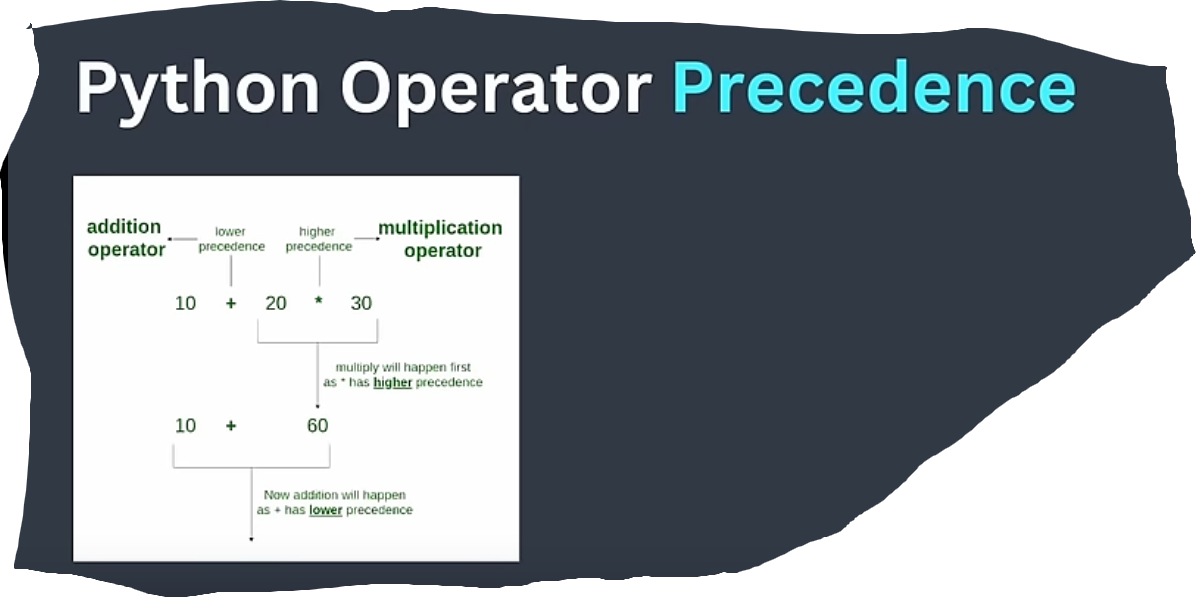 Python Operator Precedence
addition
operator
lower
precedence
higher
precedence
multiplication
operator
10 + 20 * 30
multiply will happen first
as * has higher precedence
10 + 60
Now addition will happen
as + has lower precedence